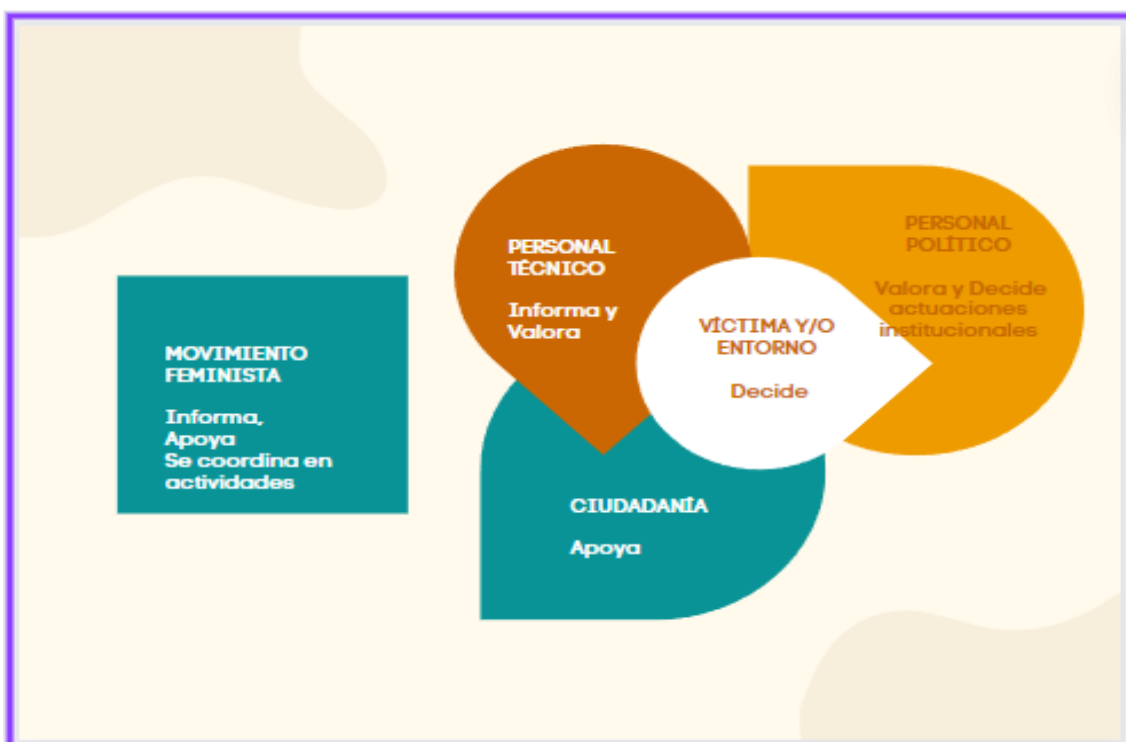 MOVIMIENTO
FEMINISTA
Informa,
Apoya
Se coordina en
actividades
PERSONAL
TÉCNICO
Informa y
Valora
CIUDADANÍA
Apoya
VÍCTIMA Y/O
ENTORNO
Decide
PERSONAL
POLÍTICO
Valora y Decide
actuaciones
institucionales